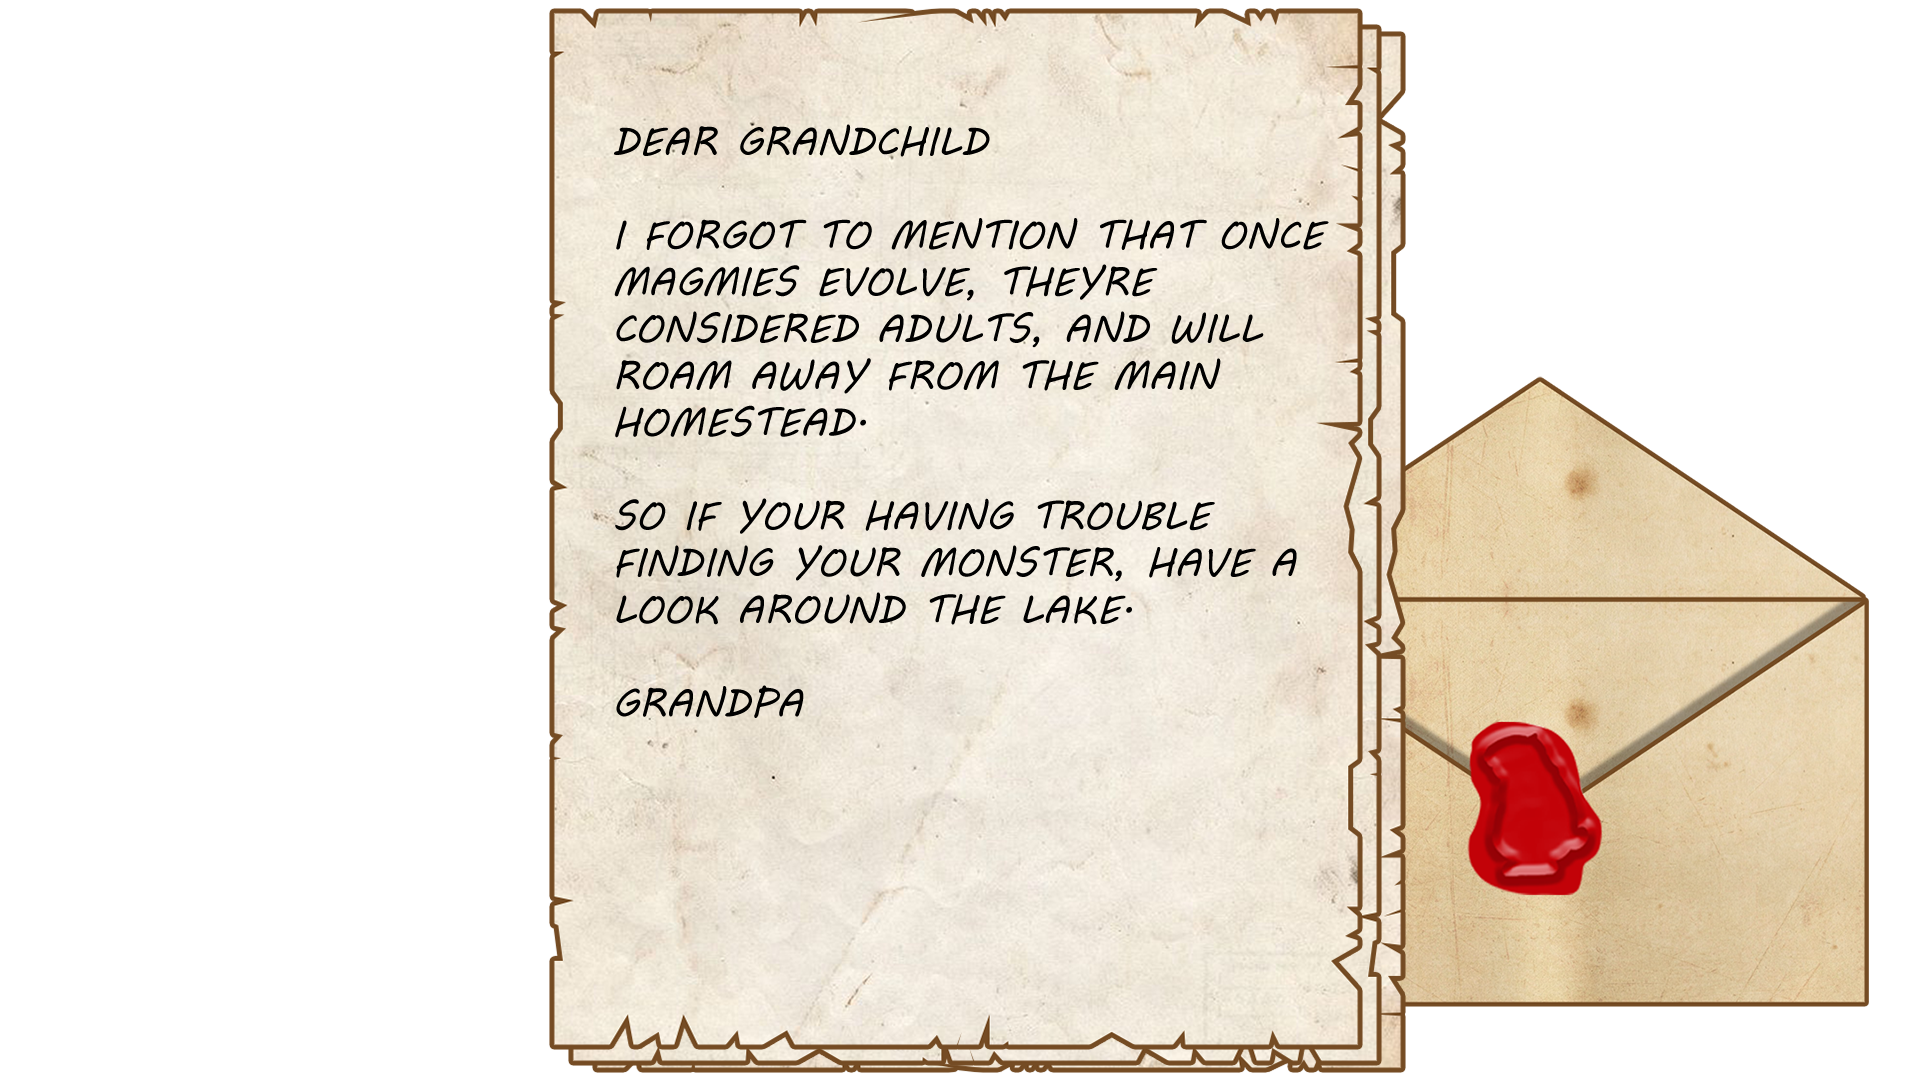 DEAR GRANDCHILD
I FORGOT TO MENTION THAT ONCE
MAGMIES EVOLVE, THEYRE
CONSIDERED ADULTS, AND WILL
ROAM AWAY FROM THE MAIN
HOMESTEAD.
SO IF YOUR HAVING TROUBLE
FINDING YOUR MONSTER, HAVE A
LOOK AROUND THE LAKE.
GRANDPA